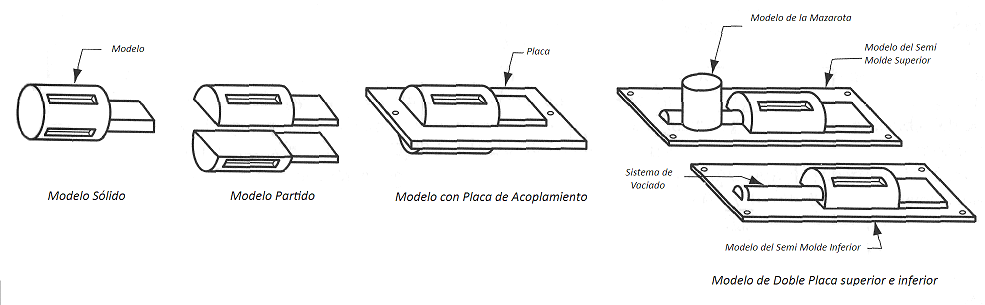 Modelo
Modelo Sólido
Modelo Partido
Placa
Modelo con Placa de Acoplamiento
Modelo de la Mazarota
Modelo del Semi
Molde Superior
Sistema de
Vaciado
Modelo del Semi Molde Inferior
Modelo de Doble Placa superior e inferior